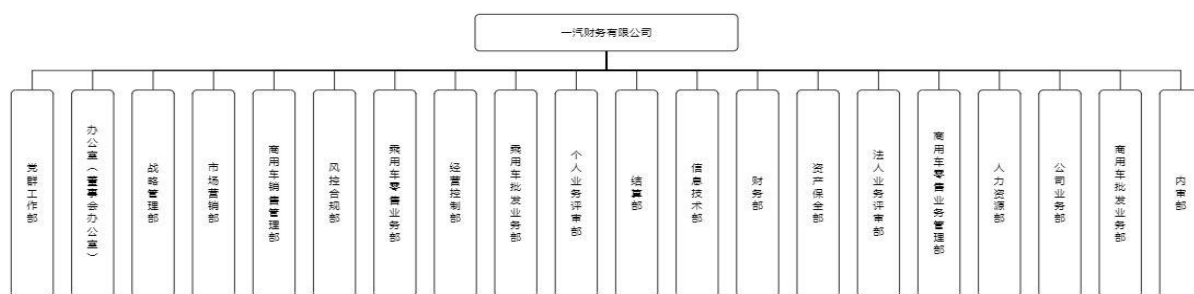 一汽财务有限公司
党群工作部
办公室（董事会办公室）
战略管理部
市场营销部
商用车销售管理部
风控合规部
乘用车零售业务部
经营控制部
乘用车批发业务部
个人业务评审部
结算部
信息技术部
财务部
资产保全部
法人业务评审部
商用车零售业务管理部
人力资源部
公司业务部
商用车批发业务部
内审部